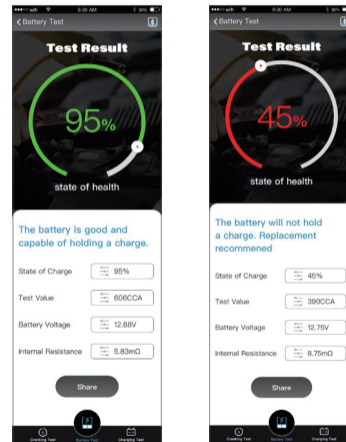 9:30 AM
Battery Test
Test Result
95%
state of health
The battery is good and
capable of holding a charge.
State of Charge 95%
Test Value 606CCA
Battery Voltage 12.68V
Internal Resistance 5.83mΩ
Share
Cranking Test Battery Test Charging Test
9:30 AM
Battery Test
Test Result
45%
state of health
The battery will not hold
a charge. Replacement
recommened
State of Charge 45%
Test Value 390CCA
Battery Voltage 12.75V
Internal Resistance 8.75mΩ
Share
Cranking Test Battery Test Charging Test